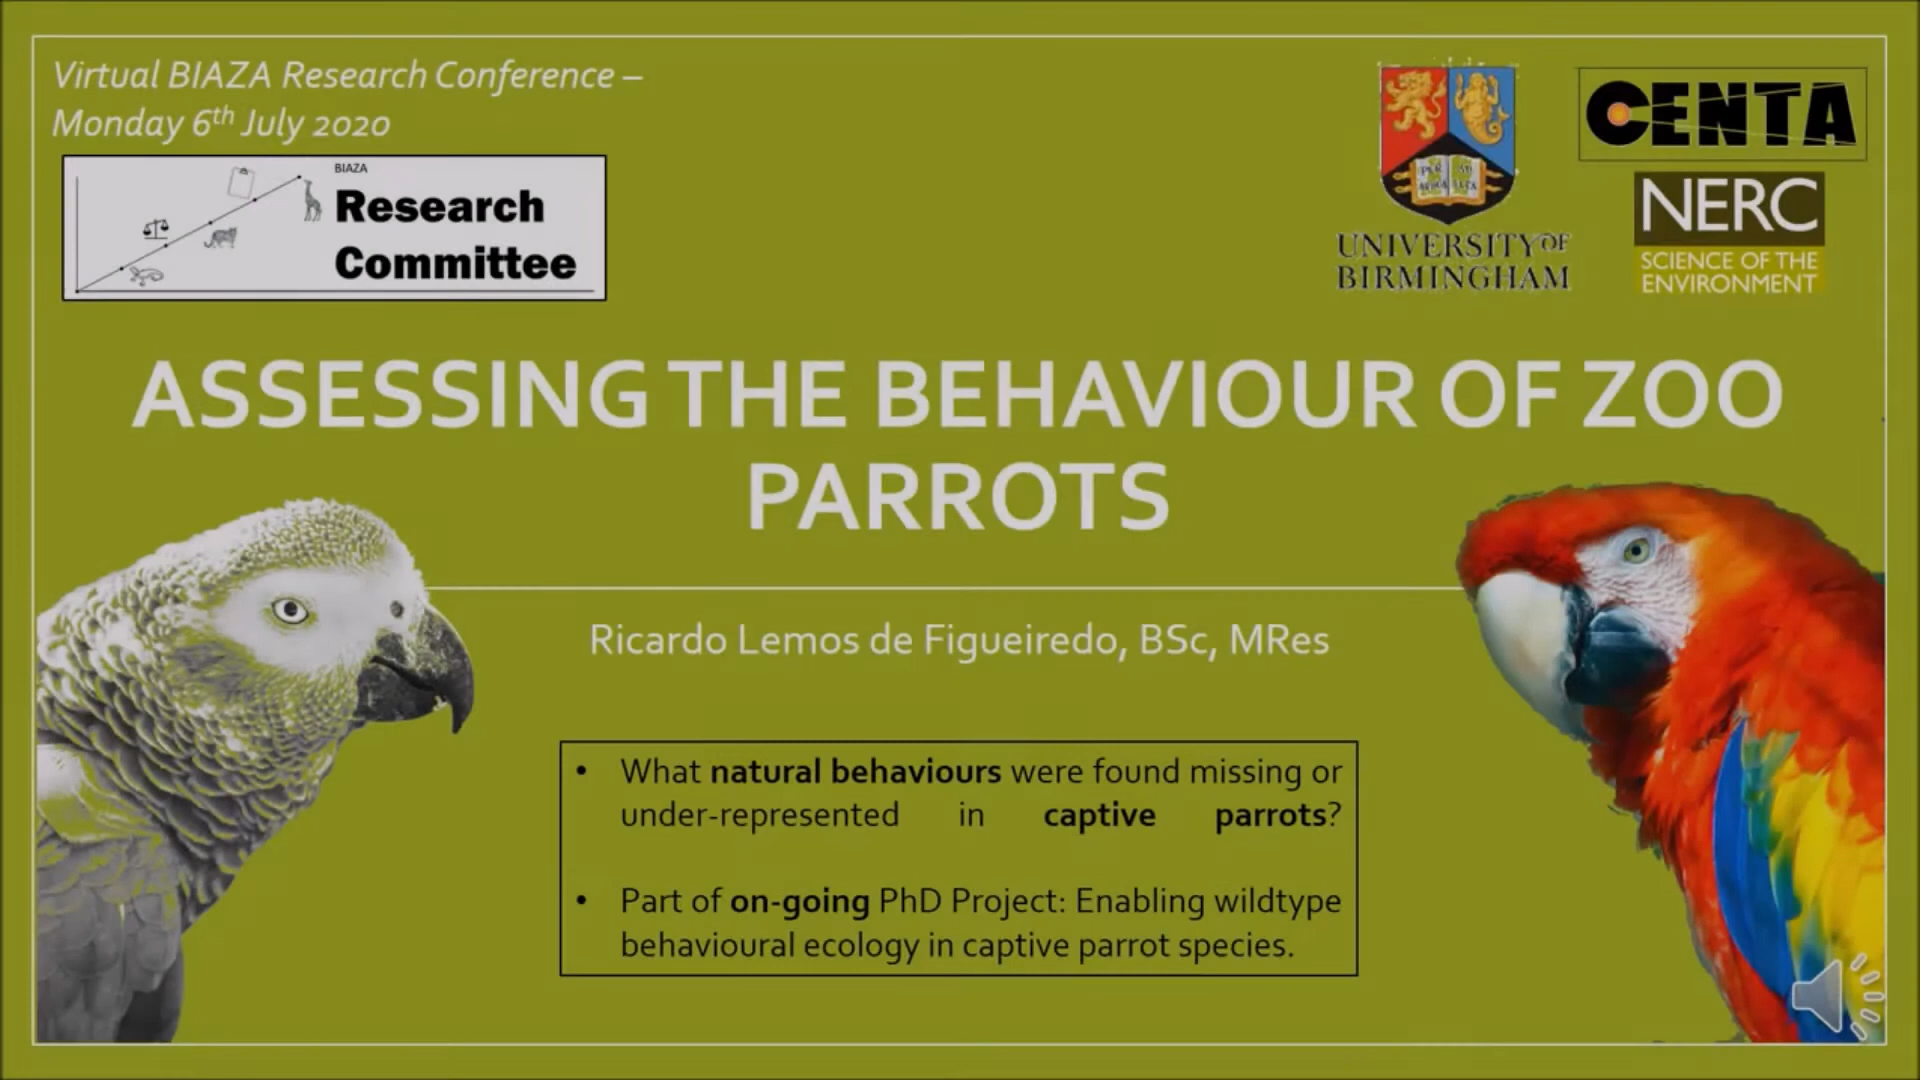 Virtual BIAZA Research Conference –
Monday 6th July 2020
BIAZA
Research
Committee
UNIVERSITY OF
BIRMINGHAM
CENTA
NERC
SCIENCE OF THE
ENVIRONMENT
ASSESSING THE BEHAVIOUR OF ZOO
PARROTS
Ricardo Lemos de Figueiredo, BSc, MRes
• What natural behaviours were found missing or
under-represented in captive parrots?
• Part of on-going PhD Project: Enabling wildtype
behavioural ecology in captive parrot species.